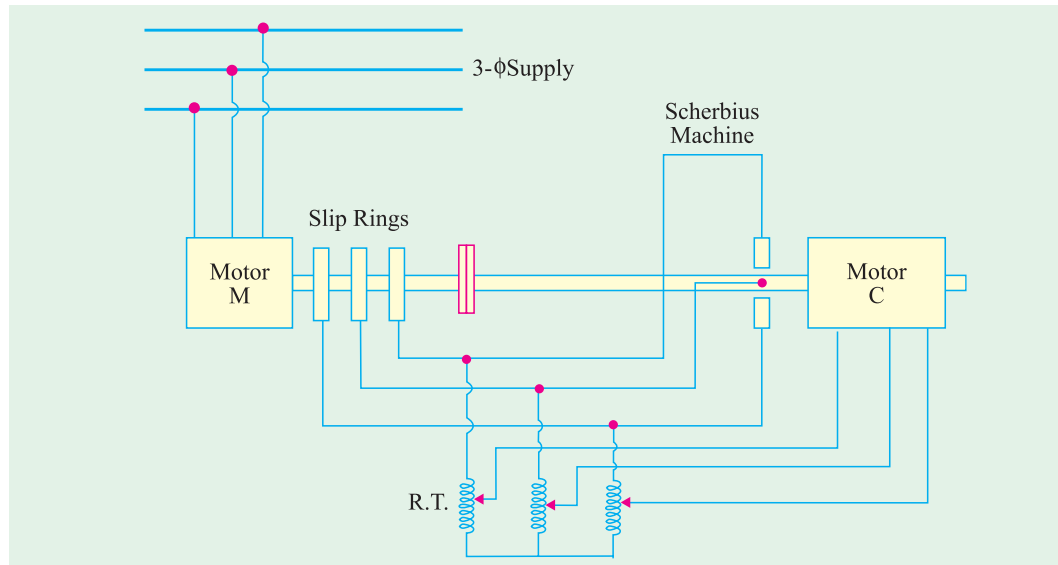 3-ϕSupply
Scherbius
Machine
Slip Rings
Motor
M
Motor
C
R.T.